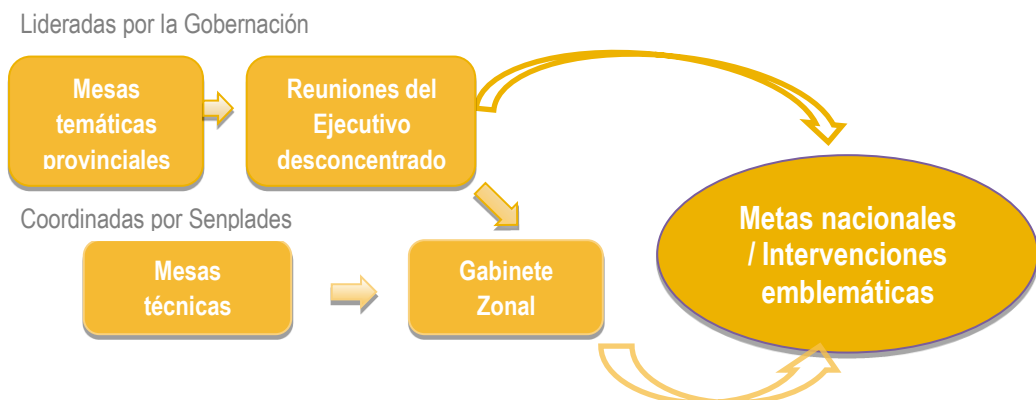 Lideradas por la Gobernación
Mesas
temáticas
provinciales
Reuniones del
Ejecutivo
desconcentrado
Coordinadas por Senplades
Mesas
técnicas
Gabinete
Zonal
Metas nacionales
/ Intervenciones
emblemáticas